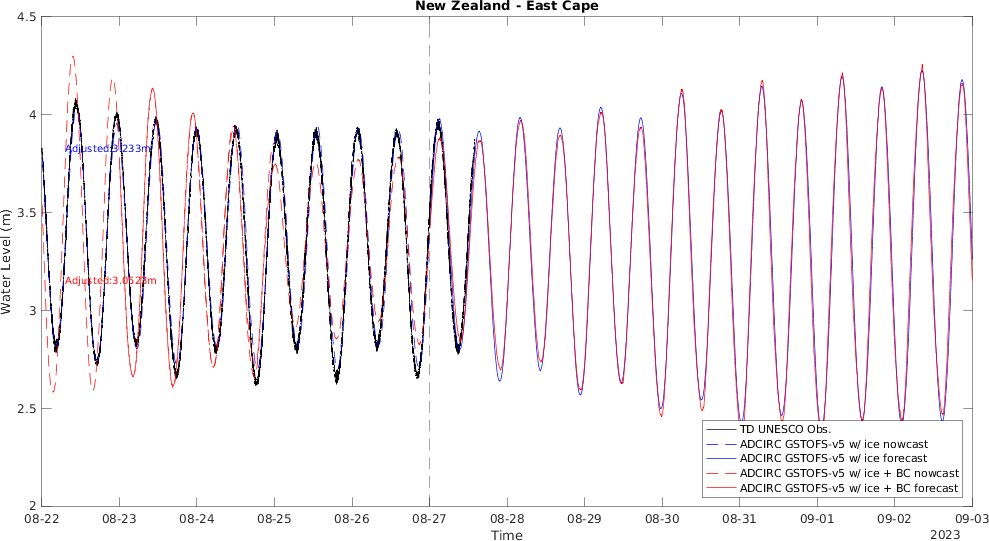 New Zealand - East Cape
4.5
4
3.5
3
2.5
2
Water Level (m)
Adjusted:3.233m
Adjusted:3.0523m
TD UNESCO Obs.
ADCIRC GSTOFS-v5 w/ ice nowcast
ADCIRC GSTOFS-v5 w/ ice forecast
ADCIRC GSTOFS-v5 w/ ice + BC nowcast
ADCIRC GSTOFS-v5 w/ ice + BC forecast
08-22 08-23 08-24 08-25 08-26 08-27 08-28 08-29 08-30 08-31 09-01 09-02 09-03
Time
2023